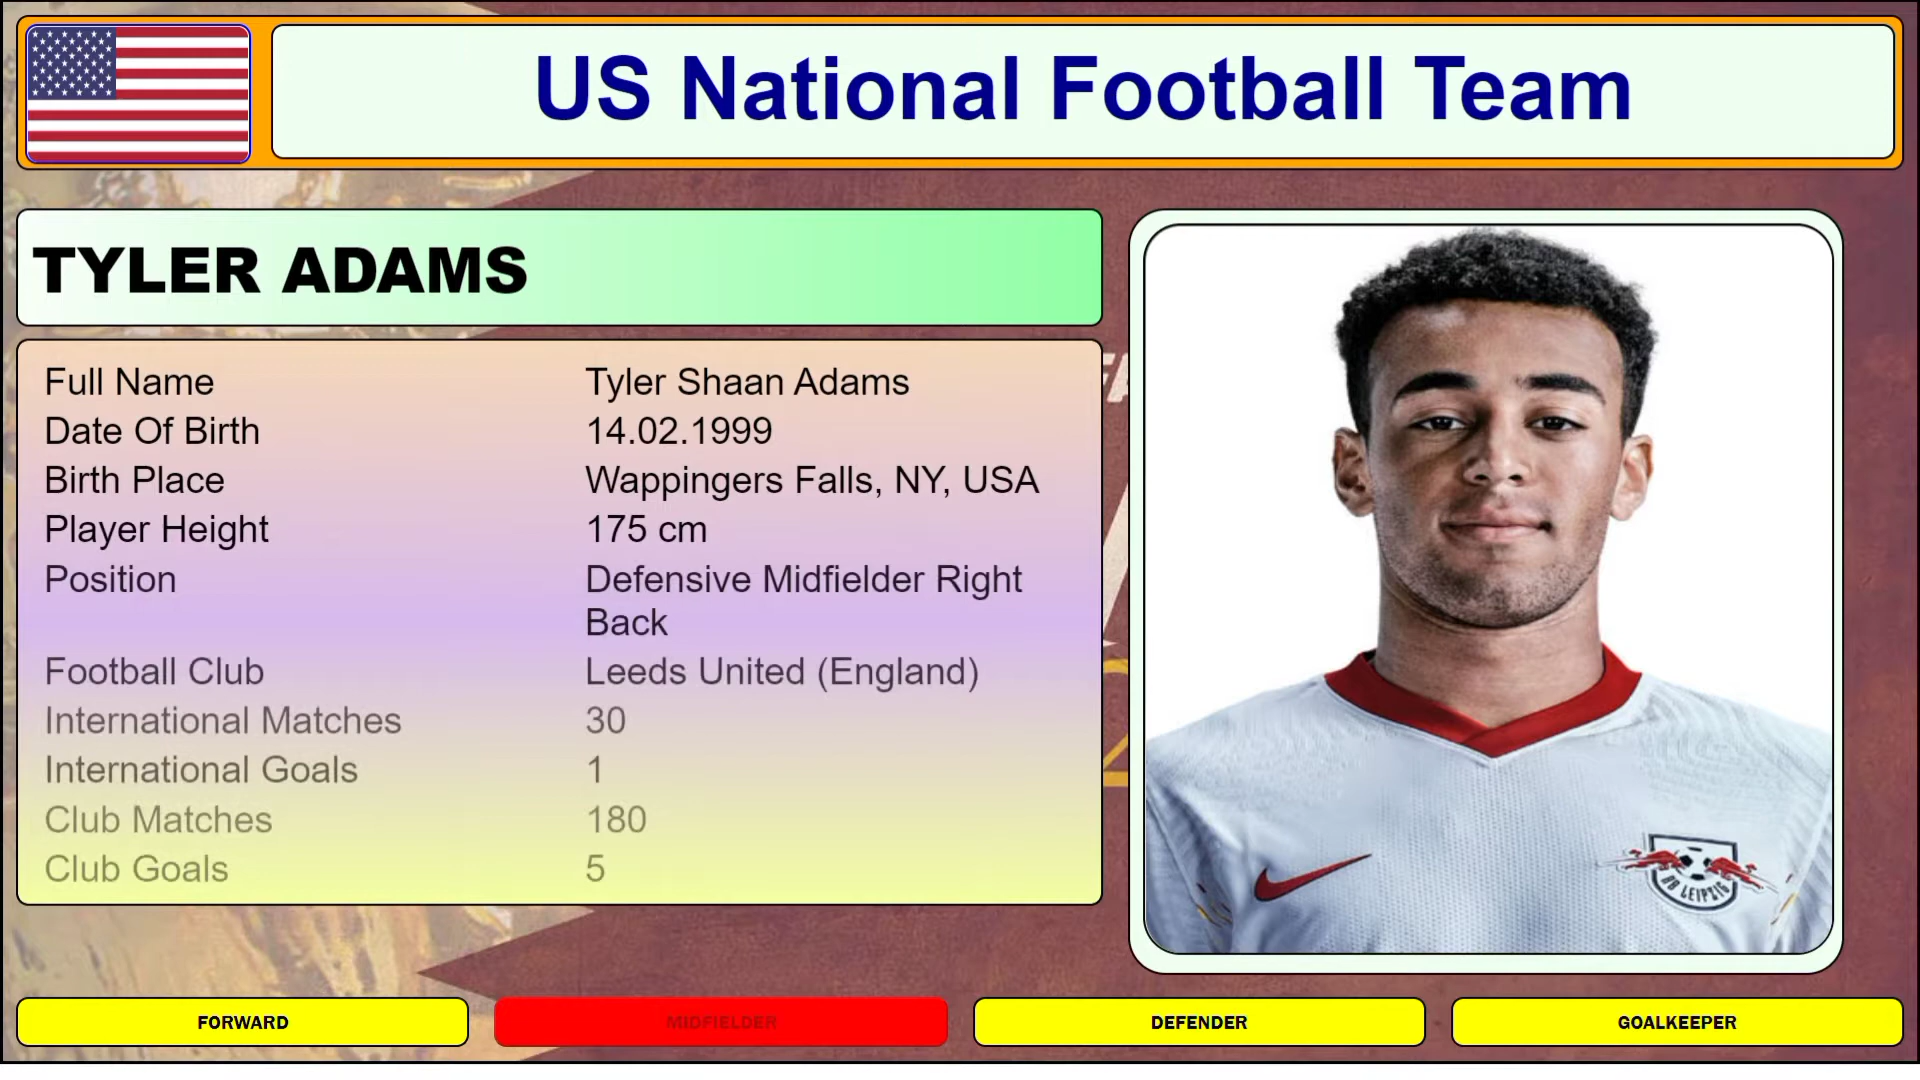 US National Football Team
TYLER ADAMS
Full Name Tyler Shaan Adams
Date Of Birth 14.02.1999
Birth Place Wappingers Falls, NY, USA
Player Height 175 cm
Position Defensive Midfielder Right
Back
Football Club Leeds United (England)
International Matches 30
International Goals 1
Club Matches 180
Club Goals 5
RB LEIPZIG
FORWARD MIDFIELDER DEFENDER GOALKEEPER